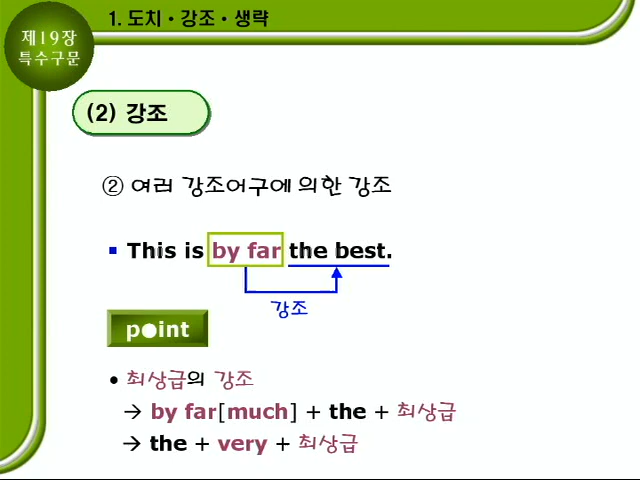 1. 도치・강조・생략
제19장
특수구문
(2) 강조
② 여러 강조어구에 의한 강조
▪ This is by far the best.
강조
point
• 최상급의 강조
→ by far[much] + the + 최상급
→ the + very + 최상급